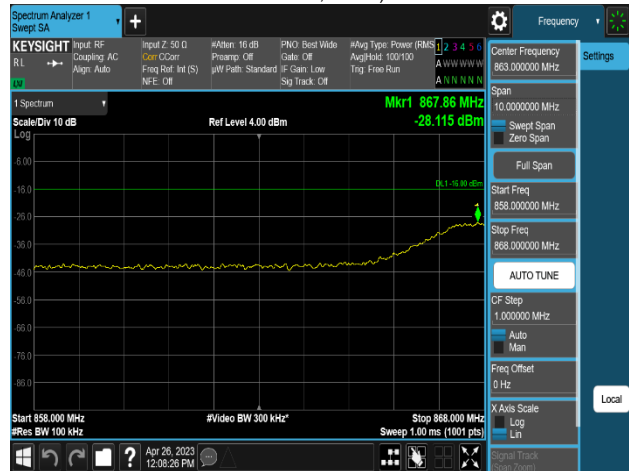 Spectrum Analyzer 1
Swept SA
Frequency
KEYSIGHT
RL
Input: RF
Coupling: AC
Align: Auto
Input Z: 50 Ω
Corr CCorr
Freq Ref: Int (S)
NFE: Off
#Atten: 16 dB
Preamp: Off
µW Path: Standard
PNO: Best Wide
Gate: Off
IF Gain: Low
Sig Track: Off
#Avg Type: Power (RMS
Avg|Hold: 100/100
Trig: Free Run
1 2 3 4 5 6
A W W W W W
A N N N N N
1 Spectrum
Scale/Div 10 dB
Ref Level 4.00 dBm
Mkr1 867.86 MHz
-28.115 dBm
Log
-6.00
-16.0
-26.0
-36.0
-46.0
-56.0
-66.0
-76.0
-86.0
DL1 -16.00 dBm
1
Start 858.000 MHz
#Res BW 100 kHz
#Video BW 300 kHz*
Stop 868.000 MHz
Sweep 1.00 ms (1001 pts)
Apr 26, 2023
12:08:26 PM
Center Frequency
863.000000 MHz
Span
10.0000000 MHz
Swept Span
Zero Span
Full Span
Start Freq
858.000000 MHz
Stop Freq
868.000000 MHz
AUTO TUNE
CF Step
1.000000 MHz
Auto
Man
Freq Offset
0 Hz
X Axis Scale
Log
Lin
Signal Track
(Span Zoom)
Settings
Local